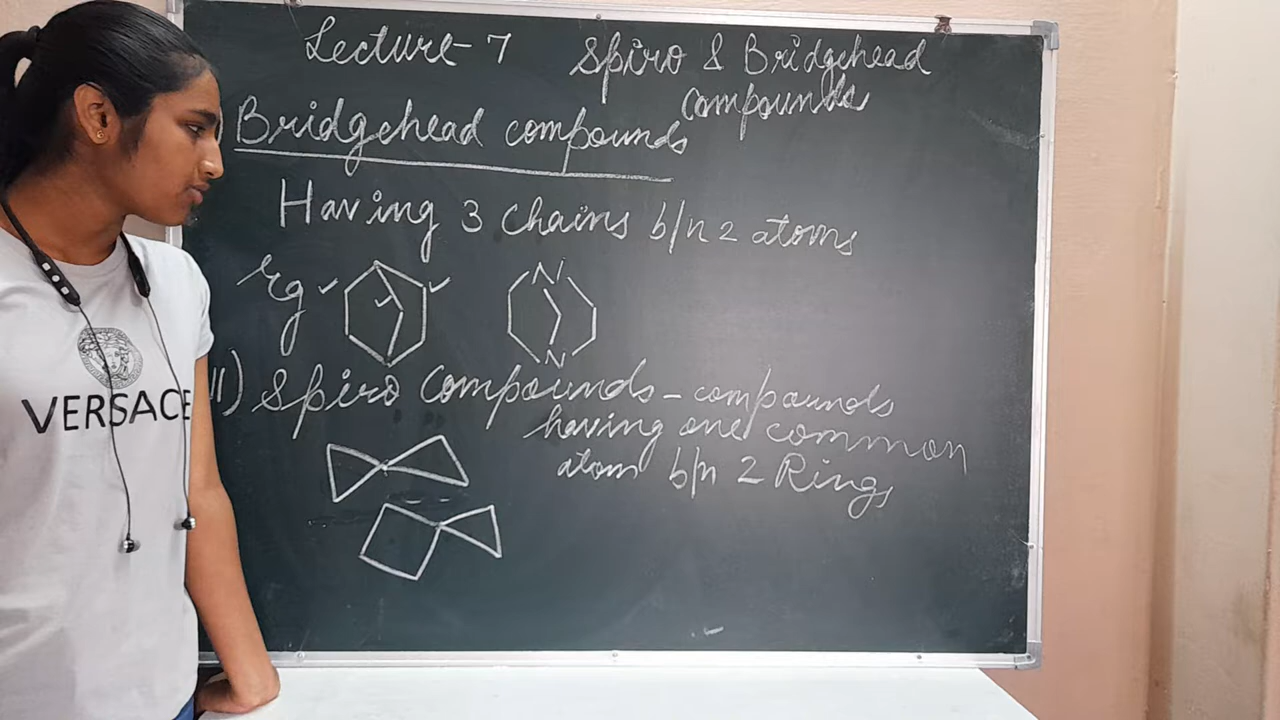 Lecture-7 Spiro & Bridgehead
compounds
Bridgehead compounds
Having 3 chains b/n 2 atoms
Eg
N
N
II) Spiro Compounds - compounds
having one common
atom b/n 2 Rings
VERSACE